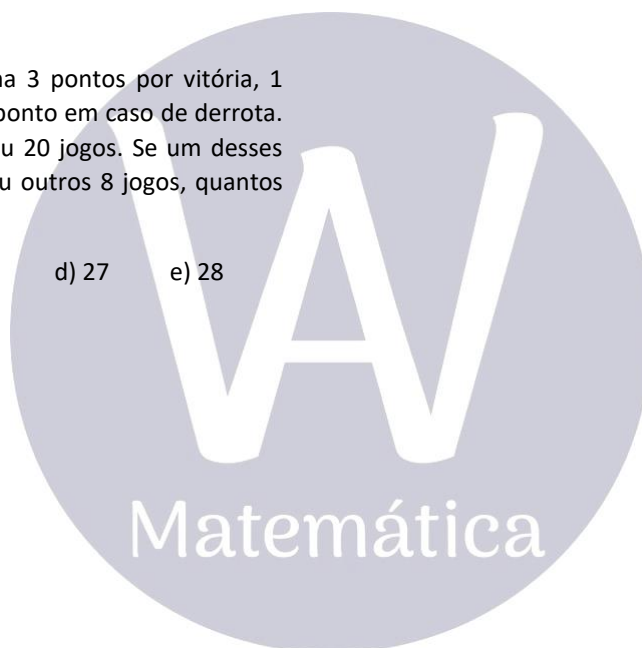 na 3 pontos por vitória, 1
ponto em caso de derrota.
u 20 jogos. Se um desses
u outros 8 jogos, quantos
d) 27 e) 28
WA
Matemática